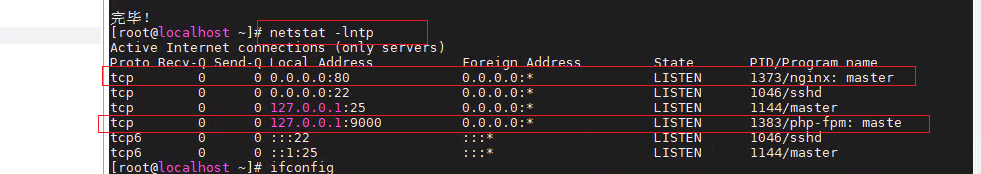 完毕！
[root@localhost ~]# netstat -lntp
Active Internet connections (only servers)
Proto Recv-Q Send-Q Local Address           Foreign Address         State       PID/Program name
tcp        0      0 0.0.0.0:80              0.0.0.0:*               LISTEN      1373/nginx: master
tcp        0      0 0.0.0.0:22              0.0.0.0:*               LISTEN      1046/sshd
tcp        0      0 127.0.0.1:25            0.0.0.0:*               LISTEN      1144/master
tcp        0      0 127.0.0.1:9000          0.0.0.0:*               LISTEN      1383/php-fpm: maste
tcp6       0      0 :::22                   :::*                    LISTEN      1046/sshd
tcp6       0      0 ::1:25                  :::*                    LISTEN      1144/master
[root@localhost ~]# ifconfig